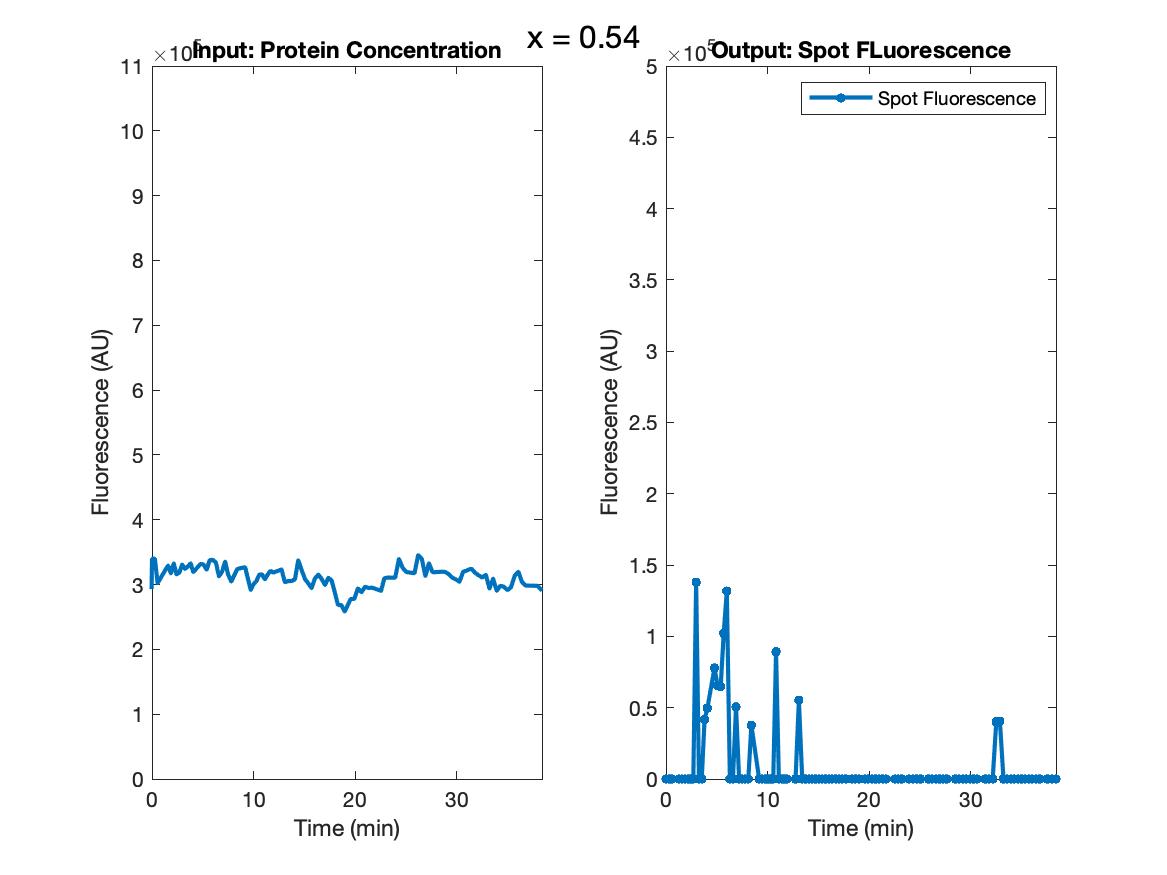 x = 0.54
×10⁵
Input: Protein Concentration
11
10
9
8
7
6
5
4
3
2
1
0
0 10 20 30
Fluorescence (AU)
Time (min)
×10⁵
Output: Spot FLuorescence
Spot Fluorescence
5
4.5
4
3.5
3
2.5
2
1.5
1
0.5
0
0 10 20 30
Fluorescence (AU)
Time (min)